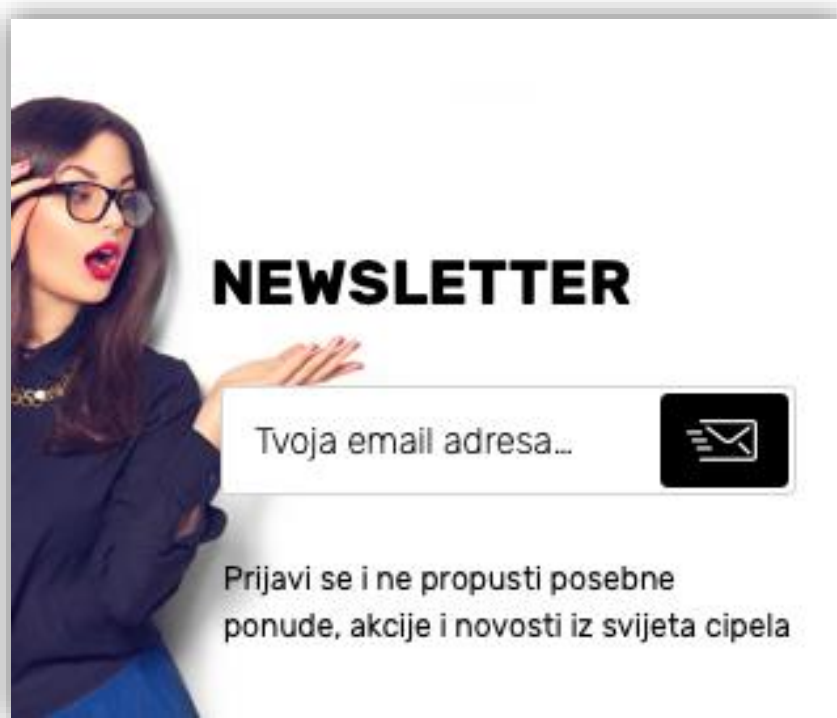 NEWSLETTER
Tvoja email adresa...
Prijavi se i ne propusti posebne
ponude, akcije i novosti iz svijeta cipela